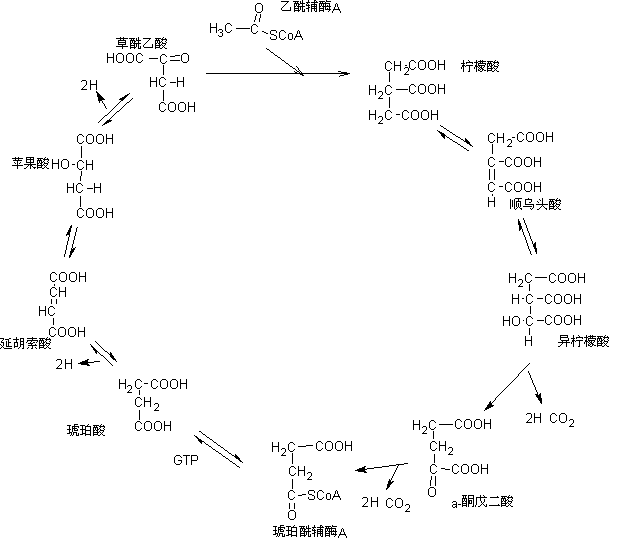 乙酰辅酶A
O
H3C-C
SCoA
草酰乙酸
HOOC-C=O
HC-H
COOH
2H
CH2COOH
柠檬酸
H2C-COOH
H2C-COOH
COOH
苹果酸
HO-CH
HC-H
COOH
CH2-COOH
C-COOH
C-COOH
H
顺乌头酸
COOH
CH
HC
COOH
延胡索酸
2H
H2C-COOH
H·C-COOH
HO·C-COOH
H
异柠檬酸
2H CO2
H2C-COOH
CH2
COOH
琥珀酸
GTP
H2C-COOH
CH2
C-SCoA
O
琥珀酰辅酶A
2H CO2
H2C-COOH
CH2
C-COOH
O
a-酮戊二酸